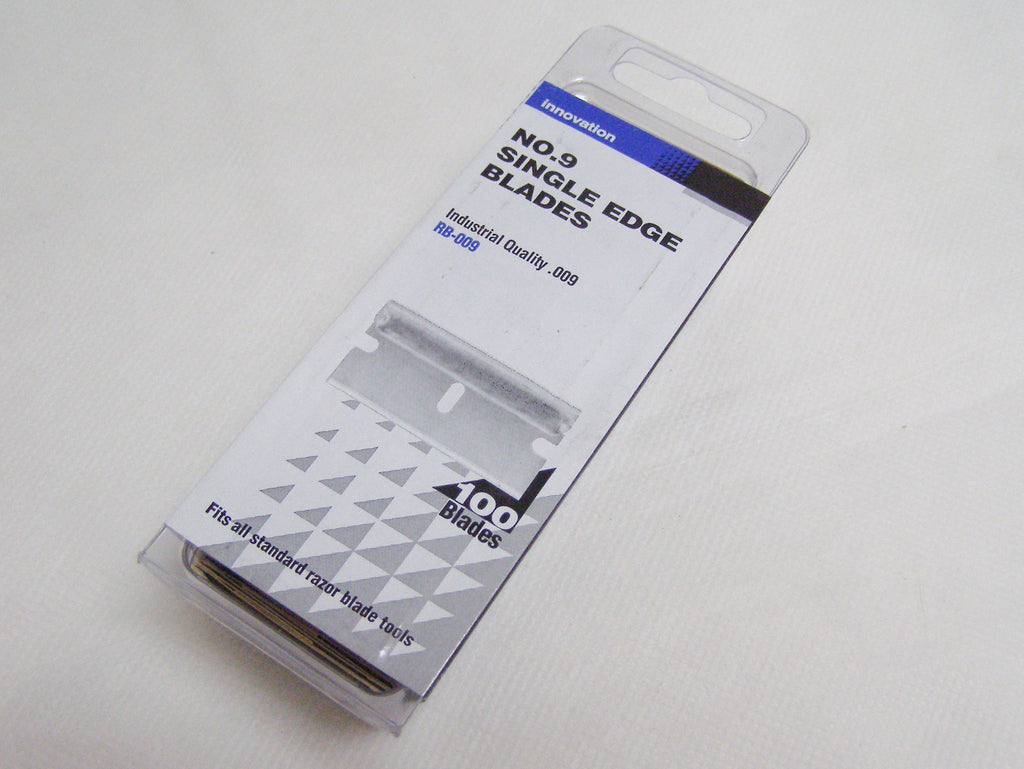 innovation
NO.9
SINGLE EDGE
BLADES
Industrial Quality .009
RB-009
100
Blades
Fits all standard razor blade tools